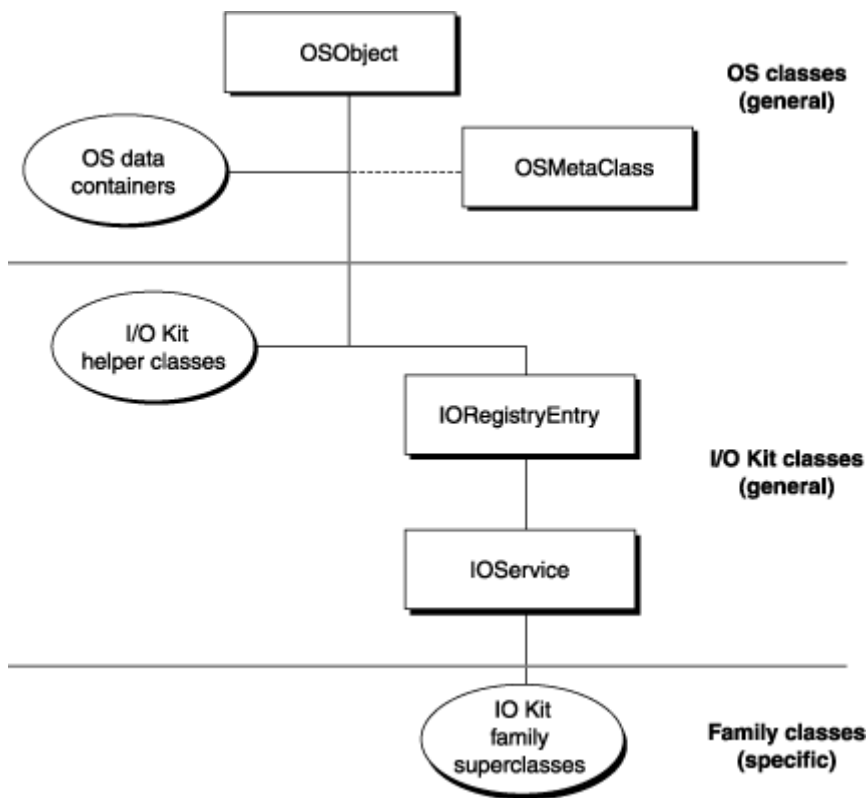 OSObject
OS classes
(general)
OS data
containers
OSMetaClass
I/O Kit
helper classes
IORegistryEntry
I/O Kit classes
(general)
IOService
IO Kit
family
superclasses
Family classes
(specific)